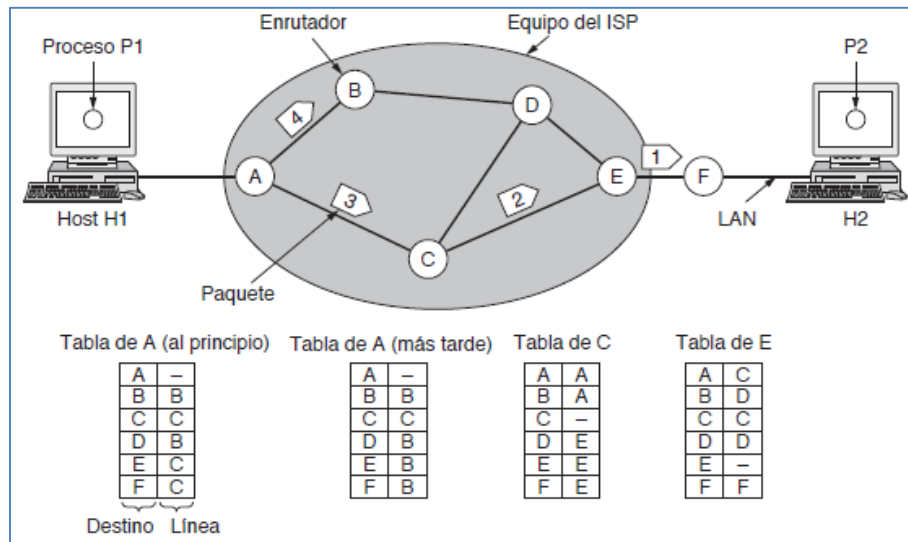 Enrutador Equipo del ISP
Proceso P1 P2
B
D
4
1
A E F
3 2
Host H1 LAN H2
C
Paquete
Tabla de A (al principio) Tabla de A (más tarde) Tabla de C Tabla de E
A – A – A A A C
B B B B B A B D
C C C C C – C C
D B D B D E D D
E C E B E E E –
F C F B F E F F
Destino Línea